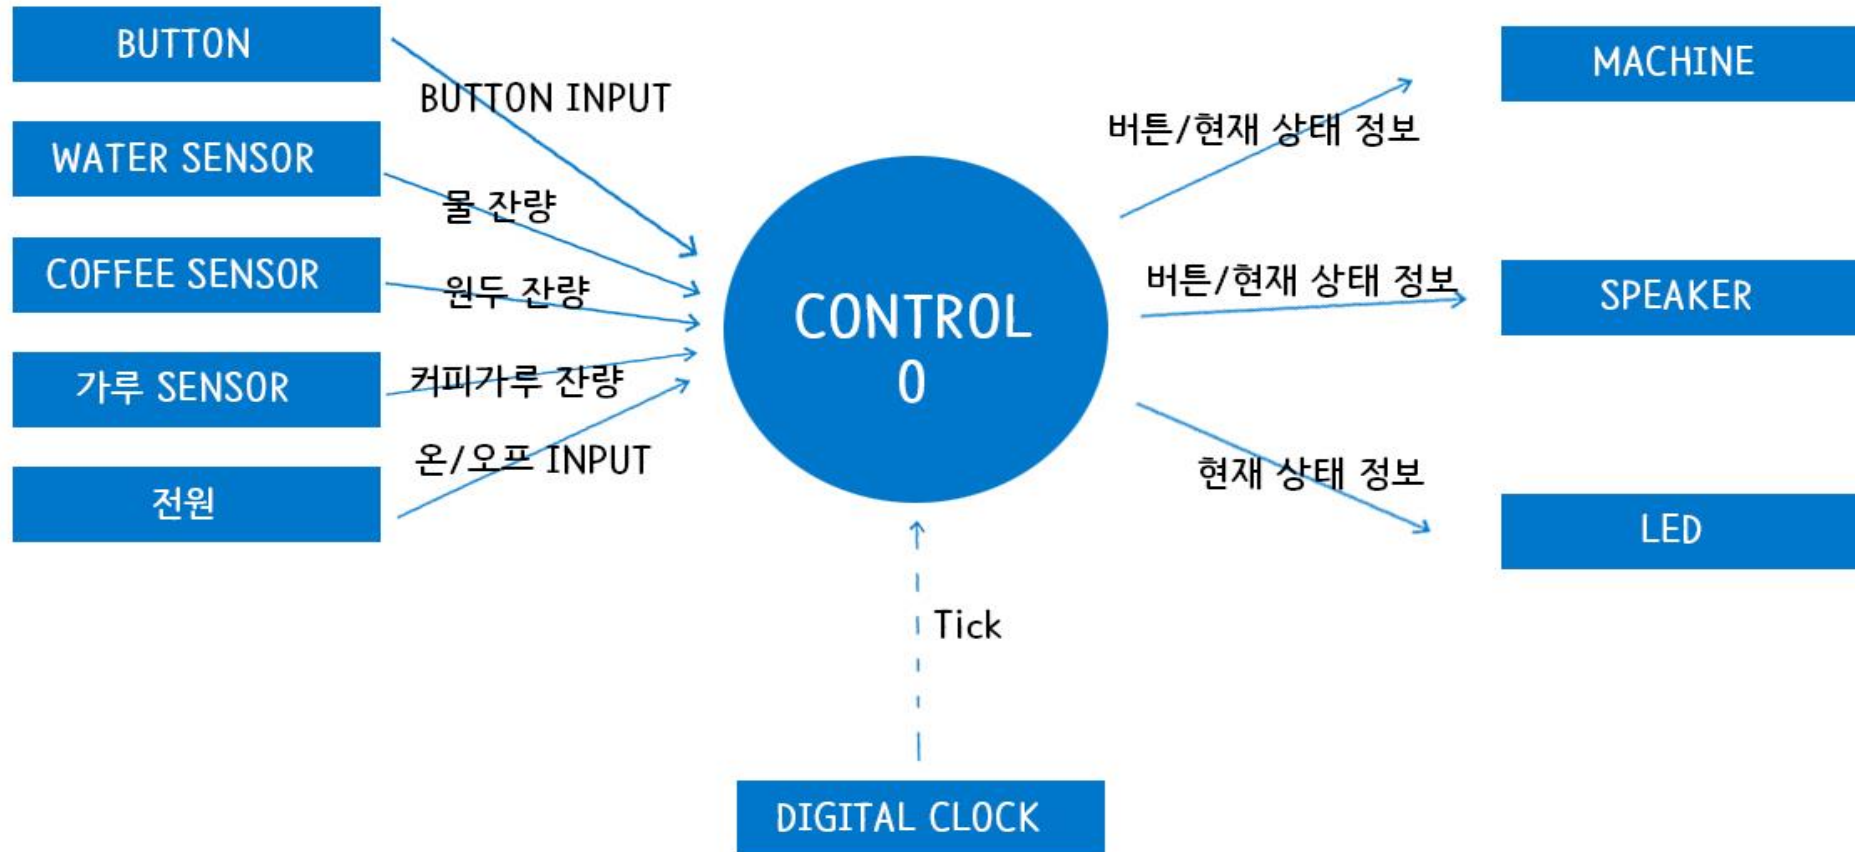 BUTTON
BUTTON INPUT
WATER SENSOR
물 잔량
COFFEE SENSOR
원두 잔량
가루 SENSOR
커피가루 잔량
전원
온/오프 INPUT
CONTROL
0
Tick
DIGITAL CLOCK
버튼/현재 상태 정보
MACHINE
버튼/현재 상태 정보
SPEAKER
현재 상태 정보
LED